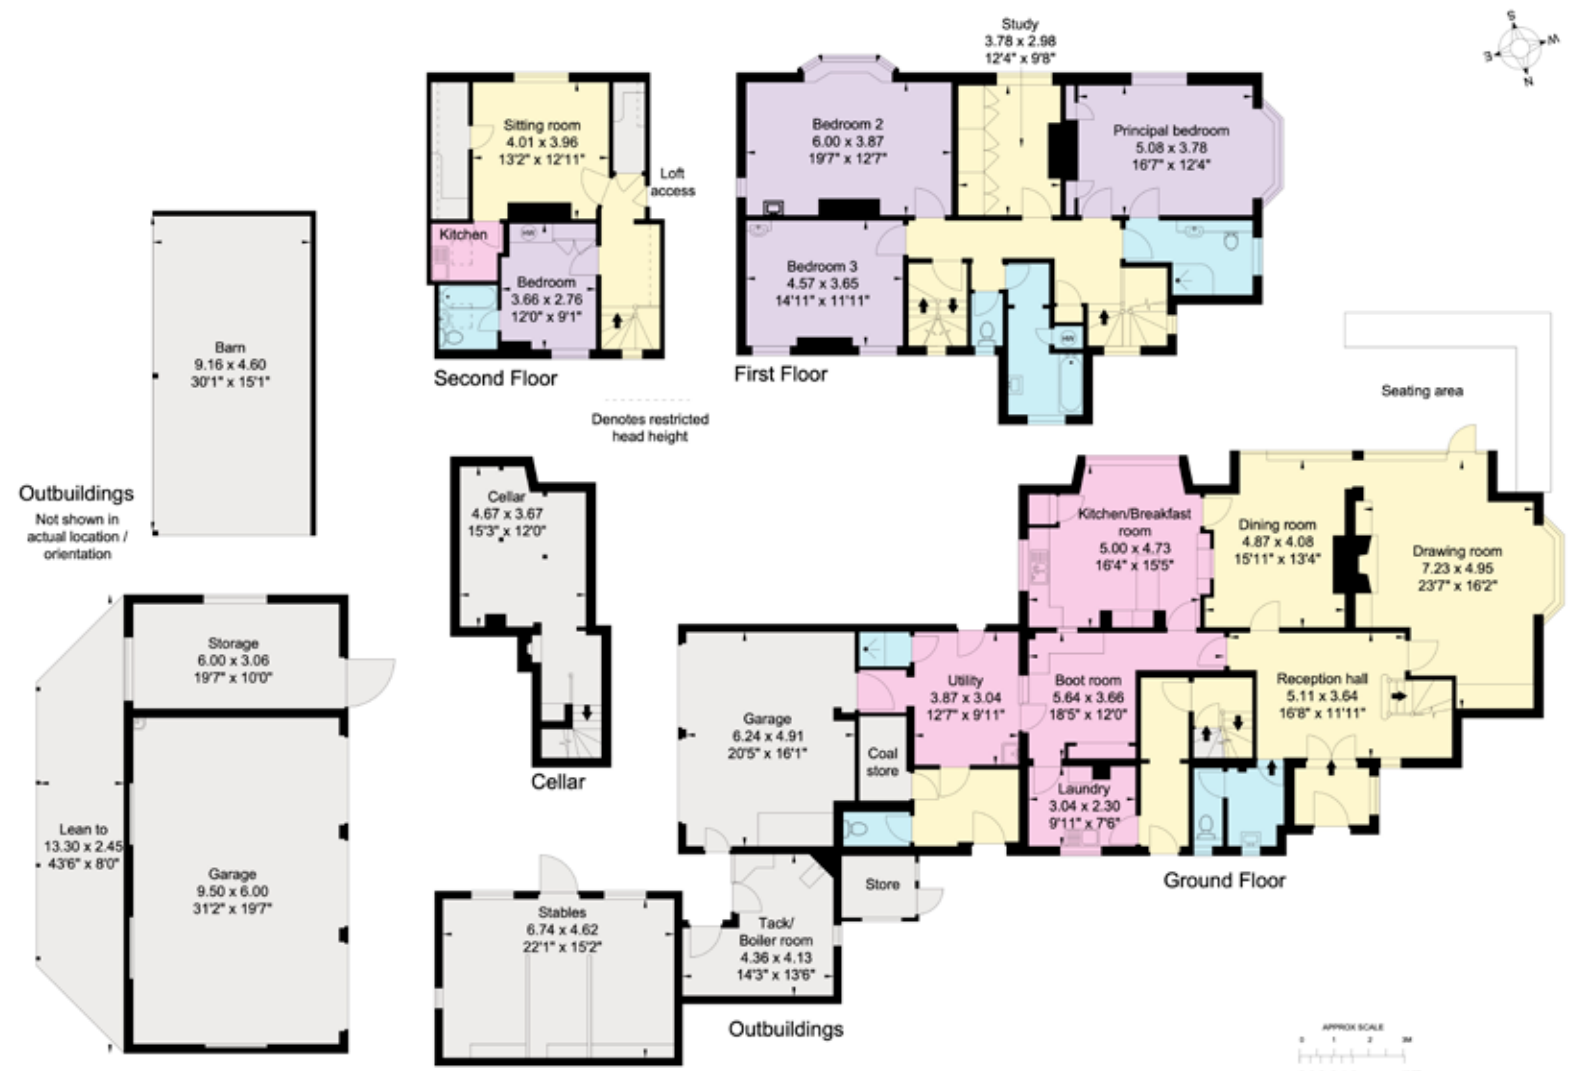 Study
3.78 x 2.98
12'4" x 9'8"
S
W
E
N
Sitting room
4.01 x 3.96
13'2" x 12'11"
Loft
access
Kitchen
HW
Bedroom
3.66 x 2.76
12'0" x 9'1"
Second Floor
Bedroom 2
6.00 x 3.87
19'7" x 12'7"
Principal bedroom
5.08 x 3.78
16'7" x 12'4"
Bedroom 3
4.57 x 3.65
14'11" x 11'11"
HW
First Floor
Denotes restricted
head height
Barn
9.16 x 4.60
30'1" x 15'1"
Outbuildings
Not shown in
actual location /
orientation
Storage
6.00 x 3.06
19'7" x 10'0"
Lean to
13.30 x 2.45
43'6" x 8'0"
Garage
9.50 x 6.00
31'2" x 19'7"
Cellar
4.67 x 3.67
15'3" x 12'0"
Cellar
Seating area
Kitchen/Breakfast
room
5.00 x 4.73
16'4" x 15'5"
Dining room
4.87 x 4.08
15'11" x 13'4"
Drawing room
7.23 x 4.95
23'7" x 16'2"
Garage
6.24 x 4.91
20'5" x 16'1"
Utility
3.87 x 3.04
12'7" x 9'11"
Boot room
5.64 x 3.66
18'5" x 12'0"
Reception hall
5.11 x 3.64
16'8" x 11'11"
Coal
store
Laundry
3.04 x 2.30
9'11" x 7'6"
Ground Floor
Store
Stables
6.74 x 4.62
22'1" x 15'2"
Tack/
Boiler room
4.36 x 4.13
14'3" x 13'6"
Outbuildings
APPROX SCALE
0 1 2 3M